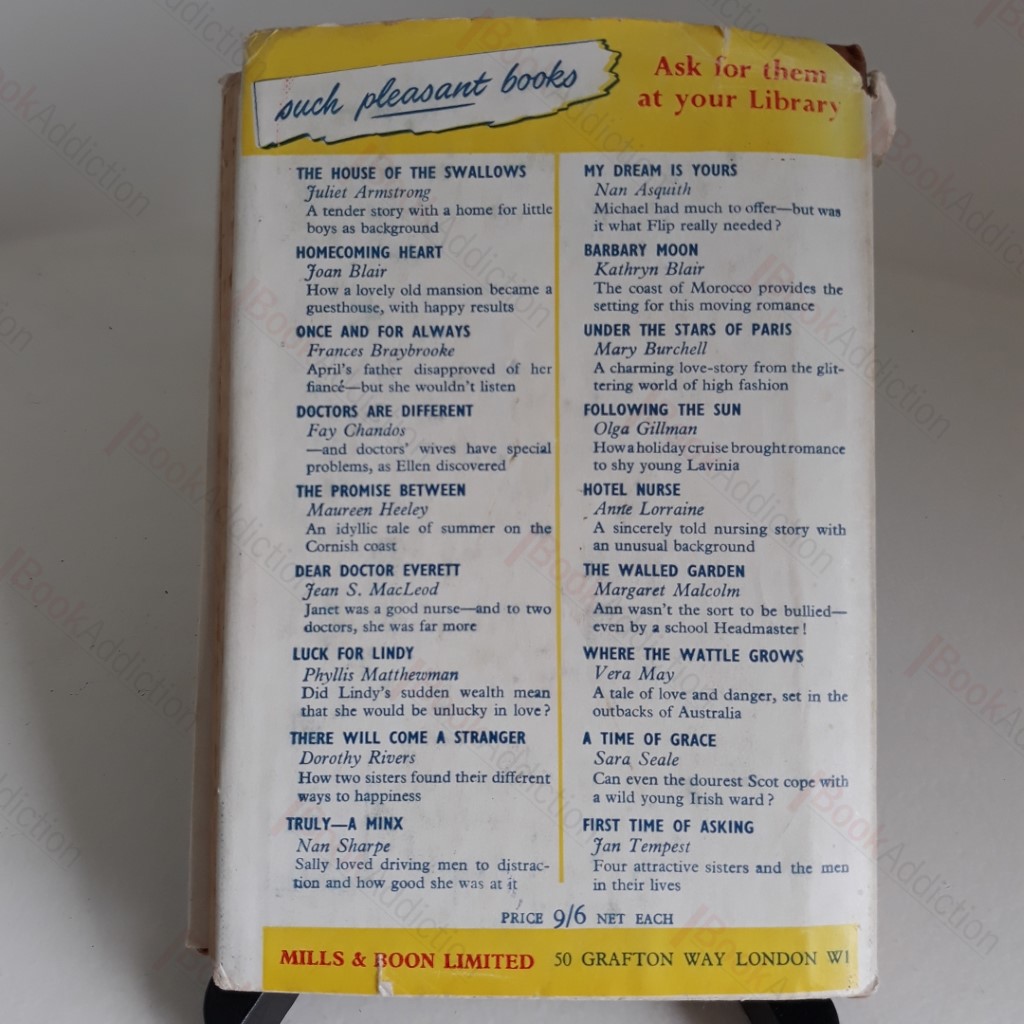 such pleasant books
Ask for them
at your Library
THE HOUSE OF THE SWALLOWS
Juliet Armstrong
A tender story with a home for little
boys as background
HOMECOMING HEART
Joan Blair
How a lovely old mansion became a
guesthouse, with happy results
ONCE AND FOR ALWAYS
Frances Braybrooke
April's father disapproved of her
fiancé—but she wouldn't listen
DOCTORS ARE DIFFERENT
Fay Chandos
—and doctors' wives have special
problems, as Ellen discovered
THE PROMISE BETWEEN
Maureen Heeley
An idyllic tale of summer on the
Cornish coast
DEAR DOCTOR EVERETT
Jean S. MacLeod
Janet was a good nurse—and to two
doctors, she was far more
LUCK FOR LINDY
Phyllis Matthewman
Did Lindy's sudden wealth mean
that she would be unlucky in love?
THERE WILL COME A STRANGER
Dorothy Rivers
How two sisters found their different
ways to happiness
TRULY—A MINX
Nan Sharpe
Sally loved driving men to distrac-
tion and how good she was at it
MY DREAM IS YOURS
Nan Asquith
Michael had much to offer—but was
it what Flip really needed?
BARBARY MOON
Kathryn Blair
The coast of Morocco provides the
setting for this moving romance
UNDER THE STARS OF PARIS
Mary Burchell
A charming love-story from the glit-
tering world of high fashion
FOLLOWING THE SUN
Olga Gillman
How a holiday cruise brought romance
to shy young Lavinia
HOTEL NURSE
Anne Lorraine
A sincerely told nursing story with
an unusual background
THE WALLED GARDEN
Margaret Malcolm
Ann wasn't the sort to be bullied—
even by a school Headmaster!
WHERE THE WATTLE GROWS
Vera May
A tale of love and danger, set in the
outbacks of Australia
A TIME OF GRACE
Sara Seale
Can even the dourest Scot cope with
a wild young Irish ward?
FIRST TIME OF ASKING
Jan Tempest
Four attractive sisters and the men
in their lives
PRICE 9/6 NET EACH
MILLS & BOON LIMITED 50 GRAFTON WAY LONDON W1
BookAddiction